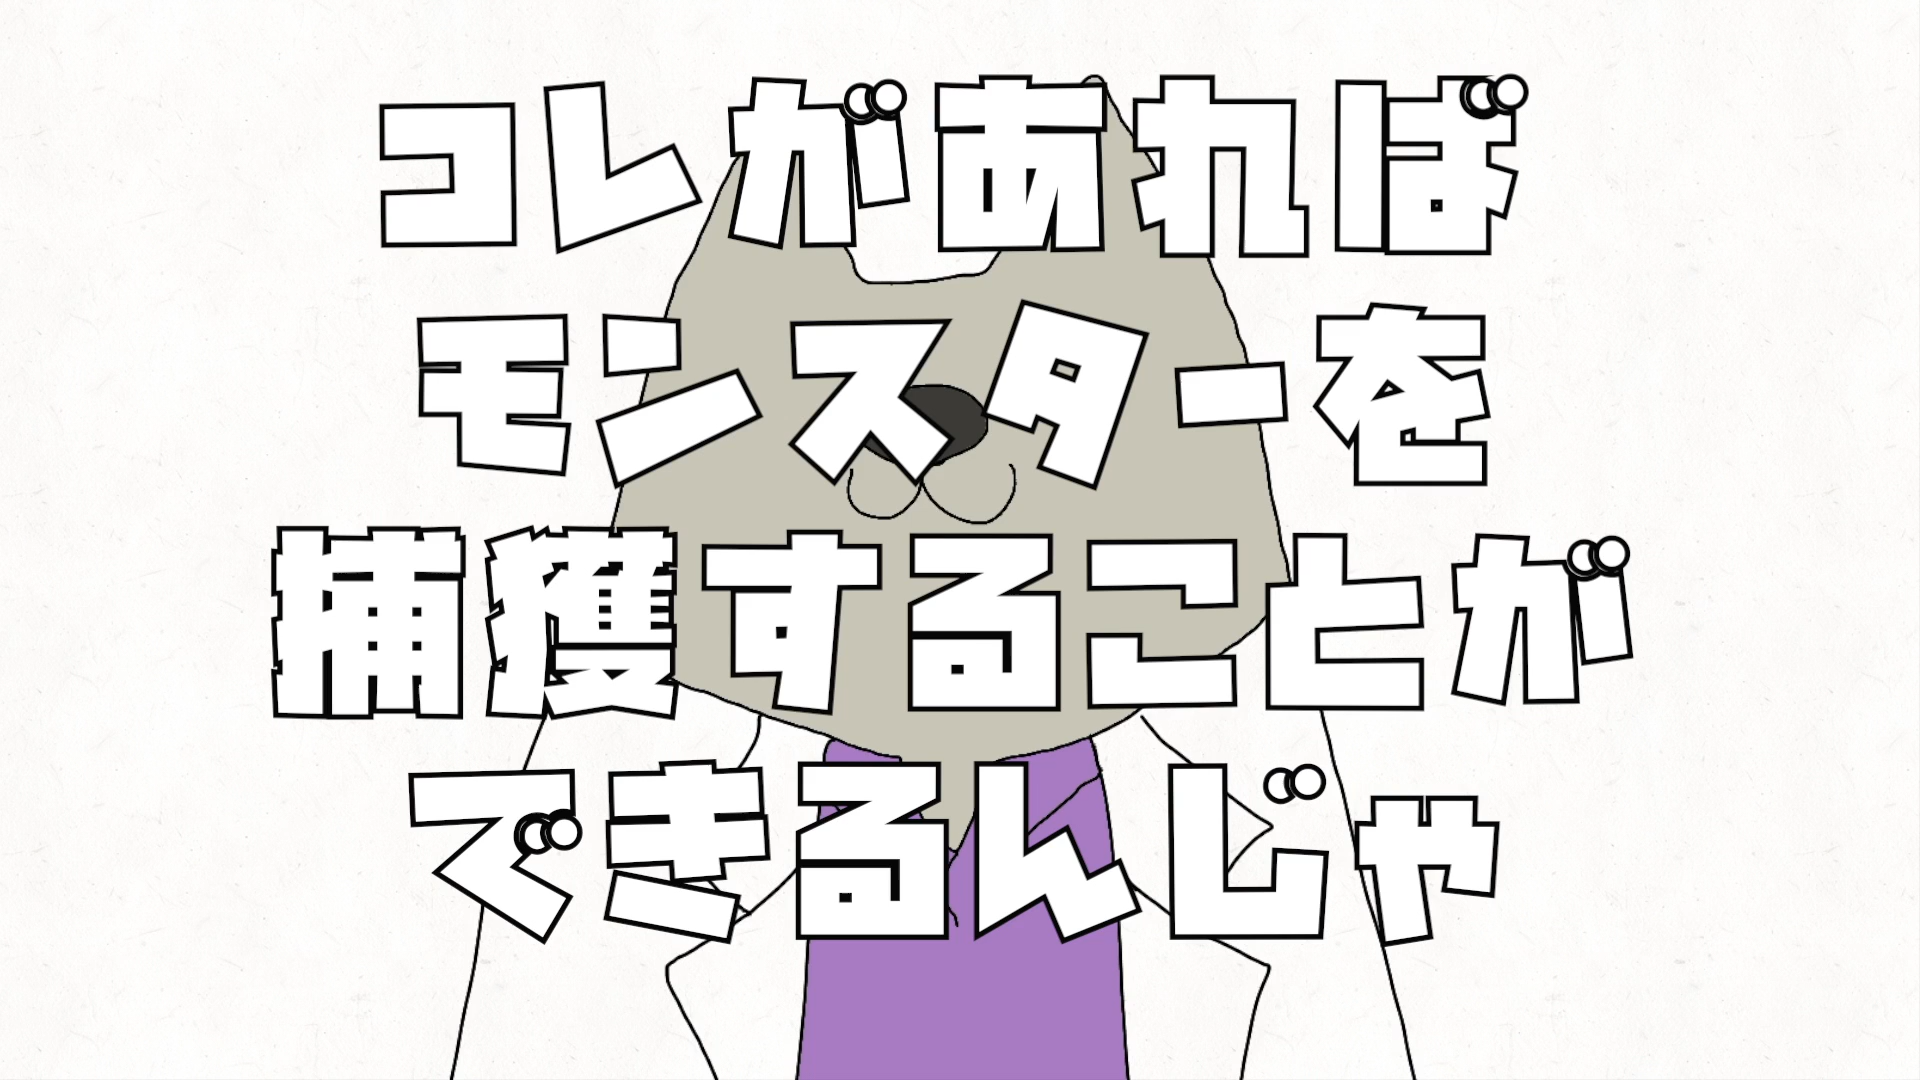 コレがあれば
モンスターを
捕獲することが
できるんじゃ